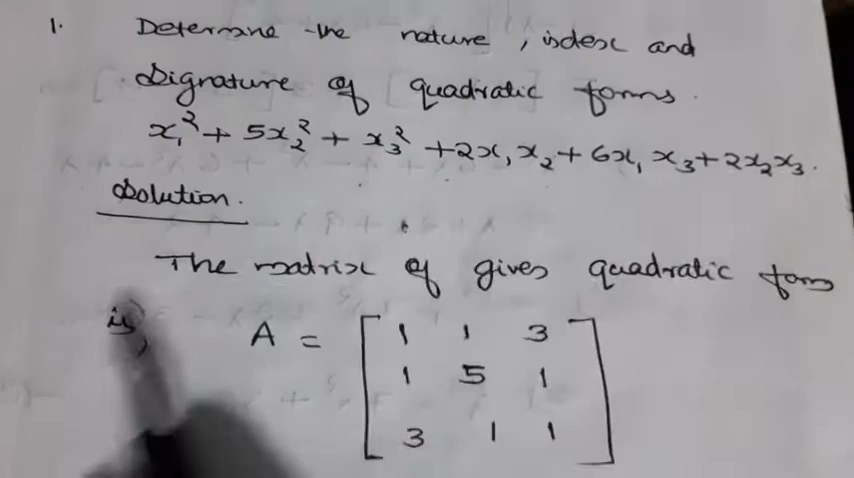 1. Determine the nature, index and
Signature of quadratic forms.
x₁² + 5x₂² + x₃² + 2x₁x₂ + 6x₁x₃ + 2x₂x₃.
Solution.
The matrix of given quadratic form
is, A = [ 1 1 3
1 5 1
3 1 1 ]